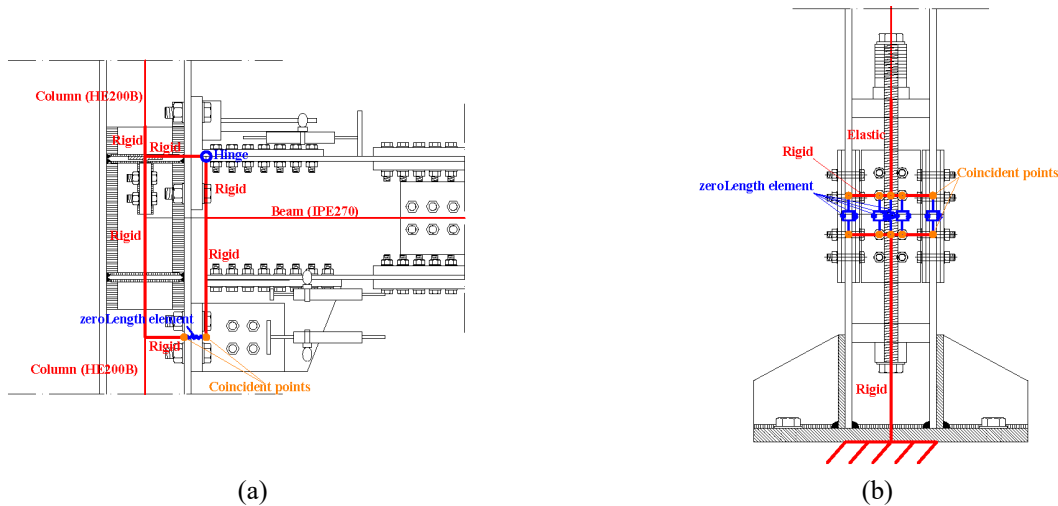 Column (HE200B)
Rigid
Rigid
Hinge
Rigid
Beam (IPE270)
Rigid
Rigid
zeroLength element
Rigid
Column (HE200B)
Coincident points
(a)
Elastic
Rigid
Coincident points
zeroLength element
Rigid
(b)